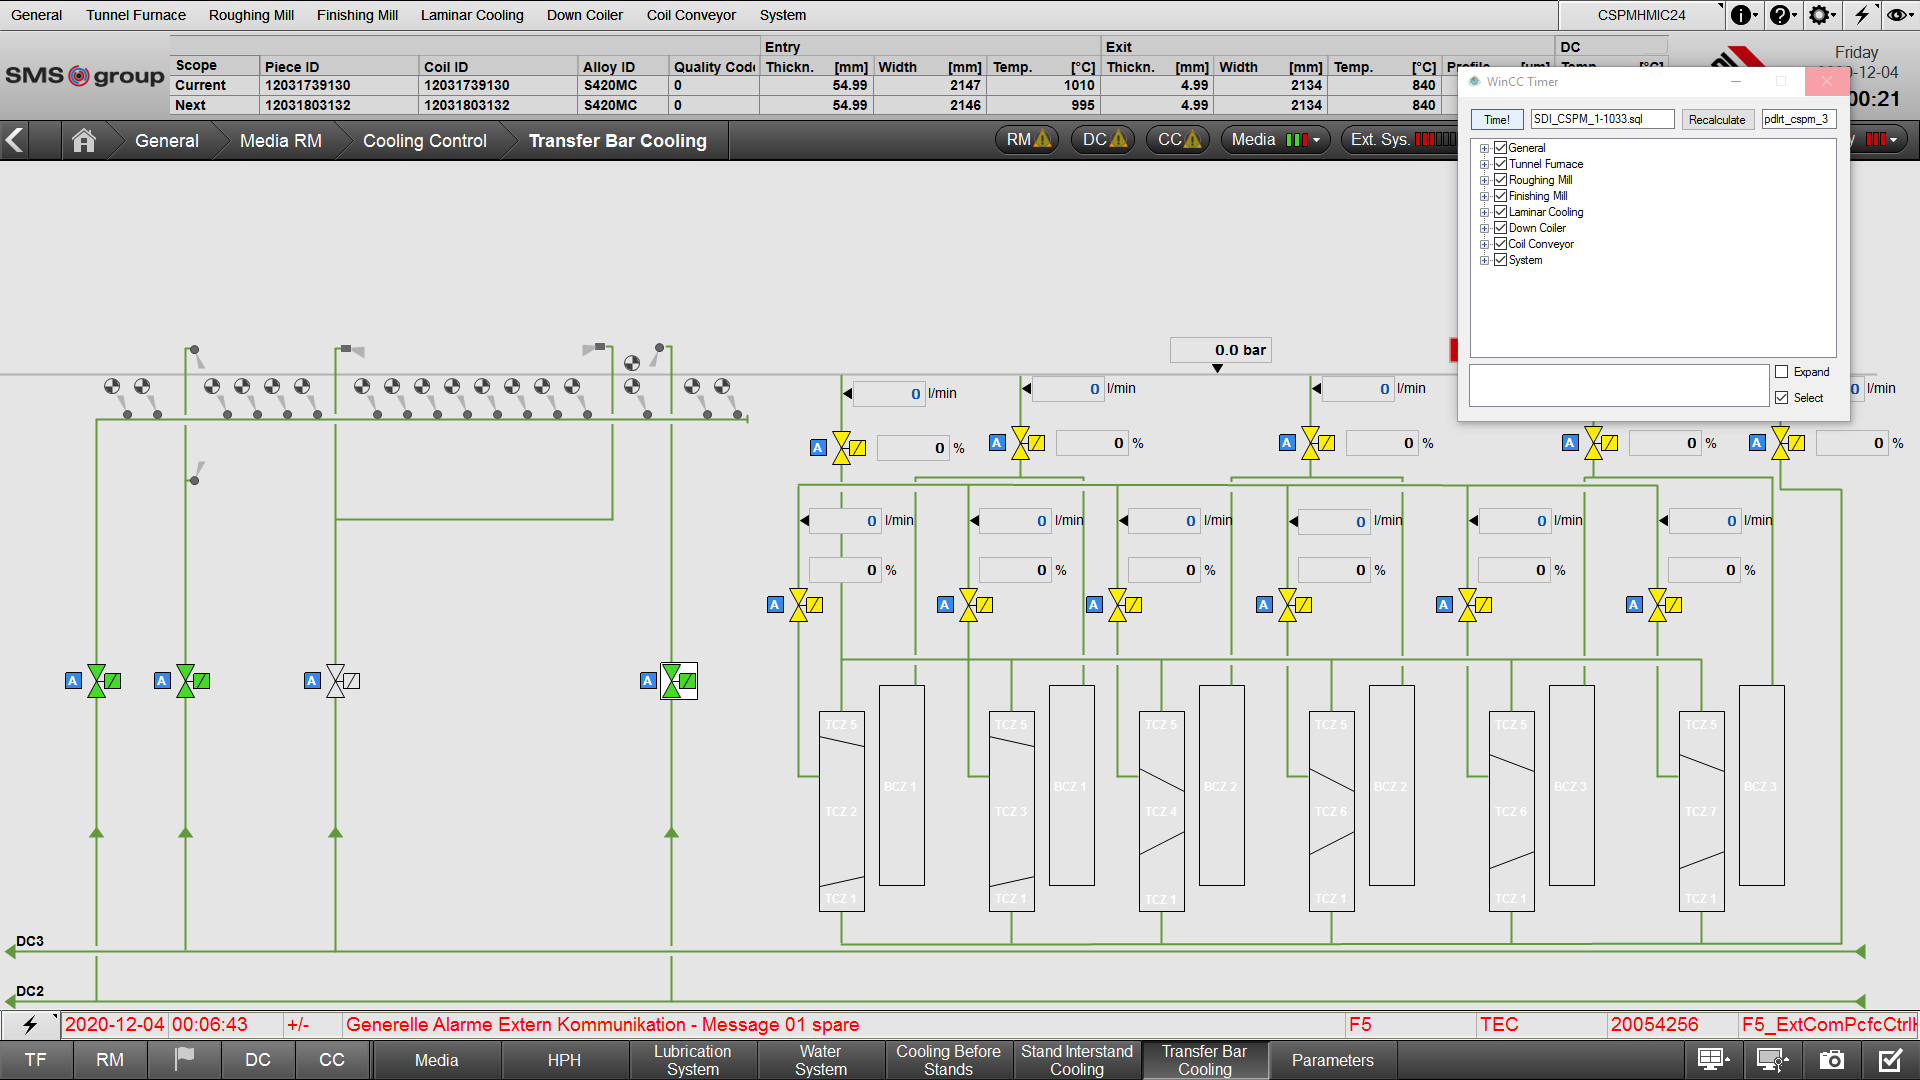 General Tunnel Furnace Roughing Mill Finishing Mill Laminar Cooling Down Coiler Coil Conveyor System CSPMHMIC24
SMS group
Entry Exit DC
Scope Piece ID Coil ID Alloy ID Quality Code Thickn. [mm] Width [mm] Temp. [°C] Thickn. [mm] Width [mm] Temp. [°C]
Current 12031739130 12031739130 S420MC 0 54.99 2147 1010 4.99 2134 840
Next 12031803132 12031803132 S420MC 0 54.99 2146 995 4.99 2134 840
Friday
-12-04
00:21
General Media RM Cooling Control Transfer Bar Cooling RM DC CC Media Ext. Sys.
WinCC Timer
Time! SDI_CSPM_1-1033.sql Recalculate pdlrt_cspm_3
General
Tunnel Furnace
Roughing Mill
Finishing Mill
Laminar Cooling
Down Coiler
Coil Conveyor
System
Expand
Select
0.0 bar
0 l/min 0 l/min 0 l/min 0 l/min
A 0 % A 0 % A 0 % A 0 % A 0 %
0 l/min 0 l/min 0 l/min 0 l/min 0 l/min 0 l/min
0 % 0 % 0 % 0 % 0 % 0 %
A A A A A A
A A A A
TCZ 5 TCZ 5 TCZ 5 TCZ 5 TCZ 5 TCZ 5
BCZ 1 BCZ 1 BCZ 2 BCZ 2 BCZ 3 BCZ 3
TCZ 2 TCZ 3 TCZ 4 TCZ 6 TCZ 6 TCZ 7
TCZ 1 TCZ 1 TCZ 1 TCZ 1 TCZ 1 TCZ 1
DC3
DC2
2020-12-04 00:06:43 +/- Generelle Alarme Extern Kommunikation - Message 01 spare F5 TEC 20054256 F5_ExtComPcfcCtrl
TF RM DC CC Media HPH Lubrication System Water System Cooling Before Stands Stand Interstand Cooling Transfer Bar Cooling Parameters